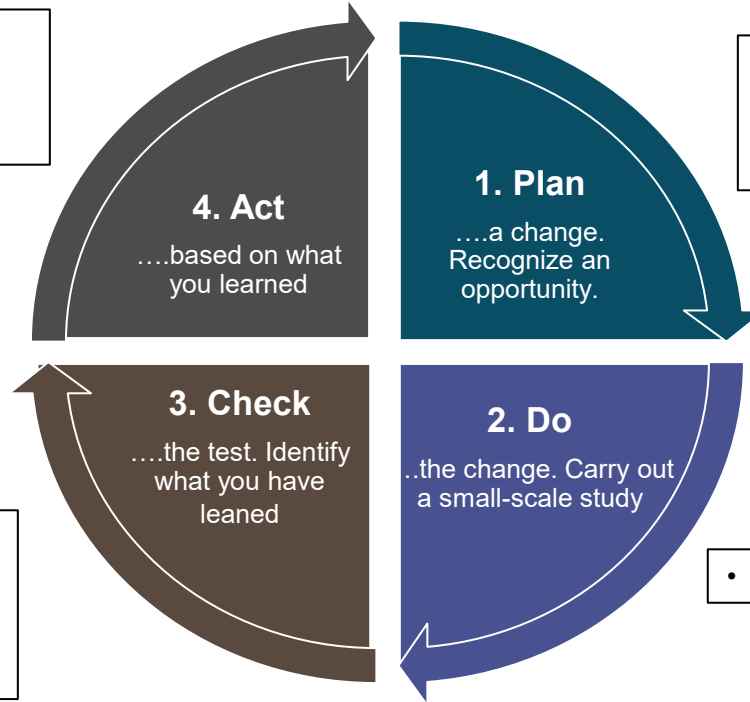 1. Plan
….a change.
Recognize an
opportunity.
2. Do
..the change. Carry out
a small-scale study
3. Check
….the test. Identify
what you have
leaned
4. Act
….based on what
you learned
•